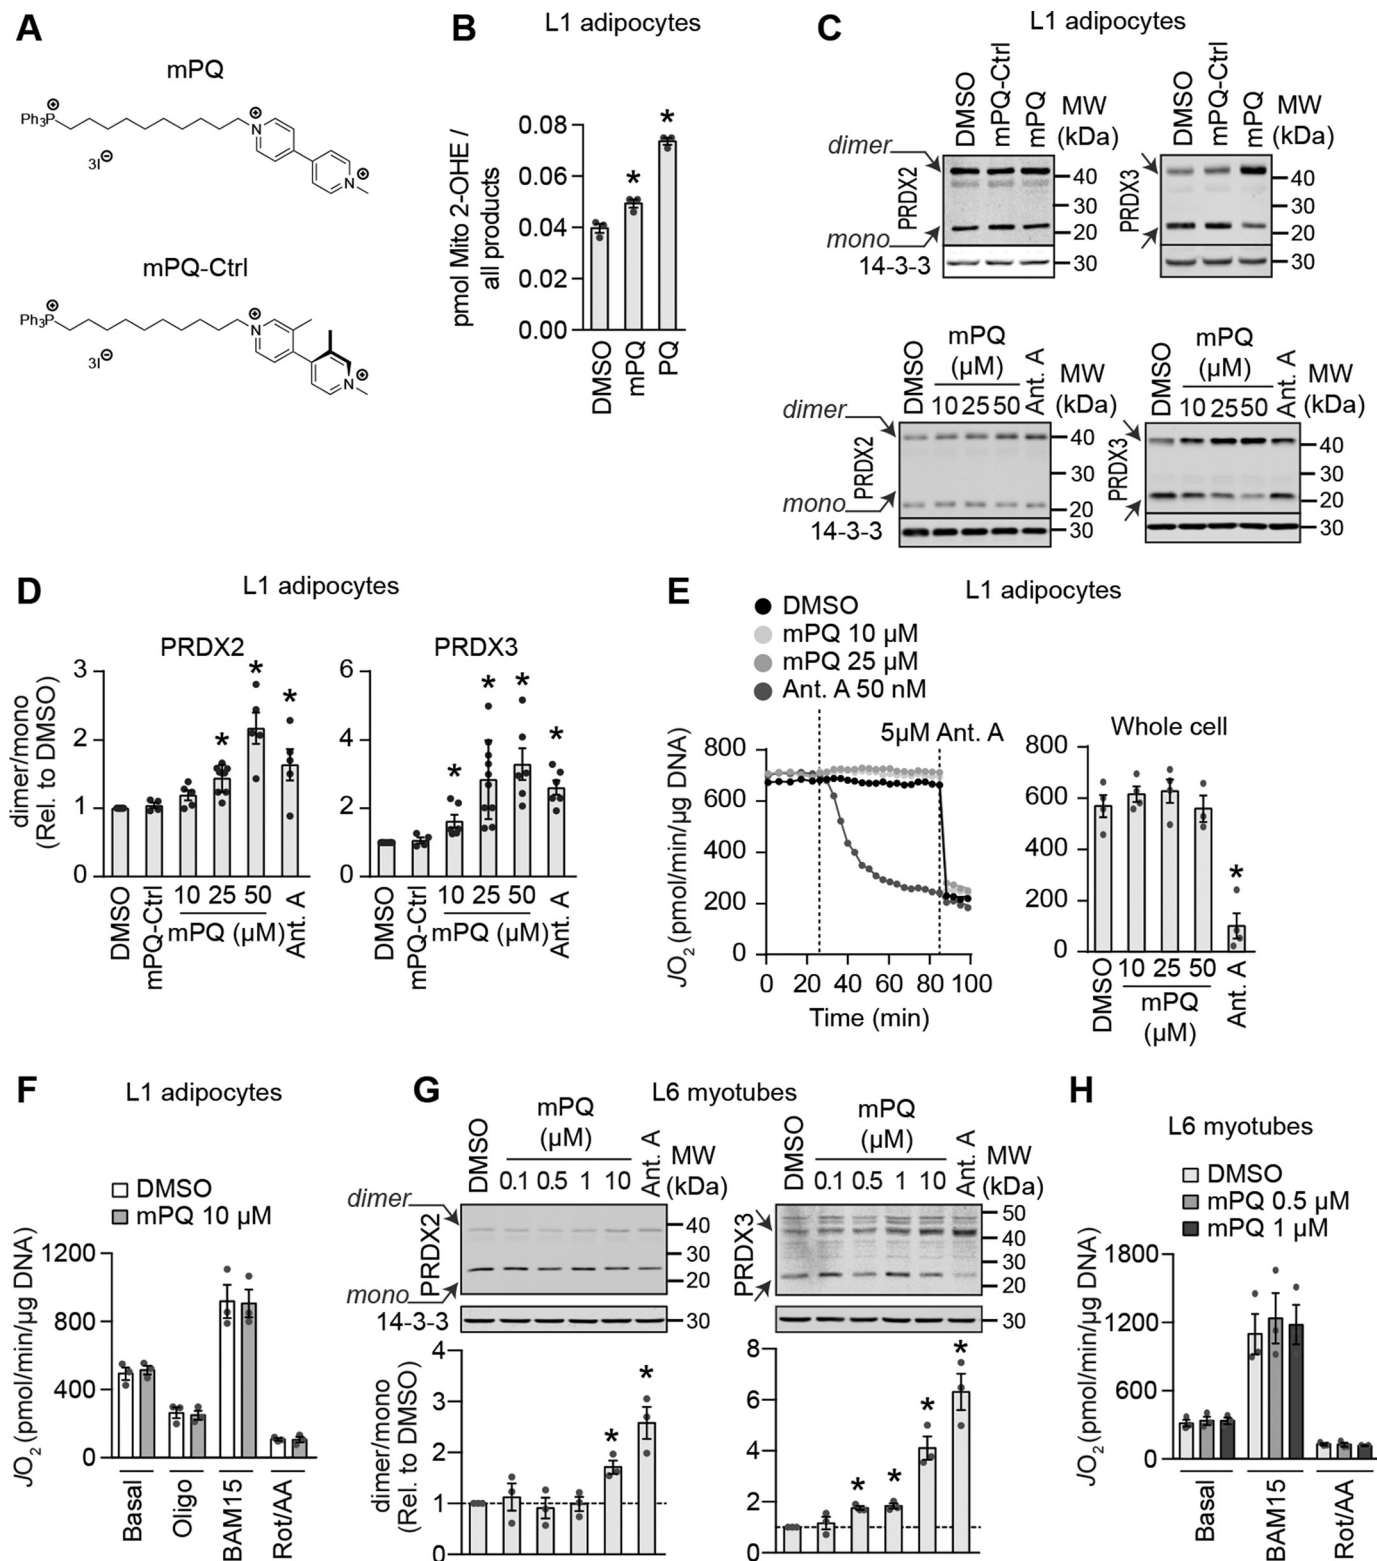 A
mPQ
Ph3P⊕
⊕
N
3I⊖
N⊕
mPQ-Ctrl
Ph3P⊕
⊕
N
3I⊖
N⊕
B
L1 adipocytes
pmol Mito 2-OHE /
all products
0.08
*
0.06
*
0.04
0.02
0.00
DMSO
mPQ
PQ
C
L1 adipocytes
DMSO
mPQ-Ctrl
mPQ
MW
(kDa)
dimer
PRDX2
mono
14-3-3
40
30
20
30
DMSO
mPQ-Ctrl
mPQ
MW
(kDa)
PRDX3
40
30
20
30
DMSO
mPQ
(µM)
10 25 50
Ant. A
MW
(kDa)
dimer
PRDX2
mono
14-3-3
40
30
20
30
DMSO
mPQ
(µM)
10 25 50
Ant. A
MW
(kDa)
PRDX3
40
30
20
30
D
L1 adipocytes
PRDX2
dimer/mono
(Rel. to DMSO)
3
2
1
0
* * *
DMSO
mPQ-Ctrl
10 25 50
mPQ (µM)
Ant. A
PRDX3
6
4
2
0
* * * *
DMSO
mPQ-Ctrl
10 25 50
mPQ (µM)
Ant. A
E
L1 adipocytes
DMSO
mPQ 10 µM
mPQ 25 µM
Ant. A 50 nM
5µM Ant. A
JO2 (pmol/min/µg DNA)
800
600
400
200
0
0 20 40 60 80 100
Time (min)
Whole cell
800
600
400
200
0
*
DMSO
10 25 50
mPQ
(µM)
Ant. A
F
L1 adipocytes
DMSO
mPQ 10 µM
JO2 (pmol/min/µg DNA)
1200
800
400
0
Basal
Oligo
BAM15
Rot/AA
G
L6 myotubes
DMSO
mPQ
(µM)
0.1 0.5 1 10
Ant. A
MW
(kDa)
dimer
PRDX2
mono
14-3-3
40
30
20
30
DMSO
mPQ
(µM)
0.1 0.5 1 10
Ant. A
MW
(kDa)
PRDX3
50
40
30
20
30
dimer/mono
(Rel. to DMSO)
4
3
2
1
0
* *
8
6
4
2
0
* * * *
H
L6 myotubes
DMSO
mPQ 0.5 µM
mPQ 1 µM
JO2 (pmol/min/µg DNA)
1800
1200
600
0
Basal
BAM15
Rot/AA